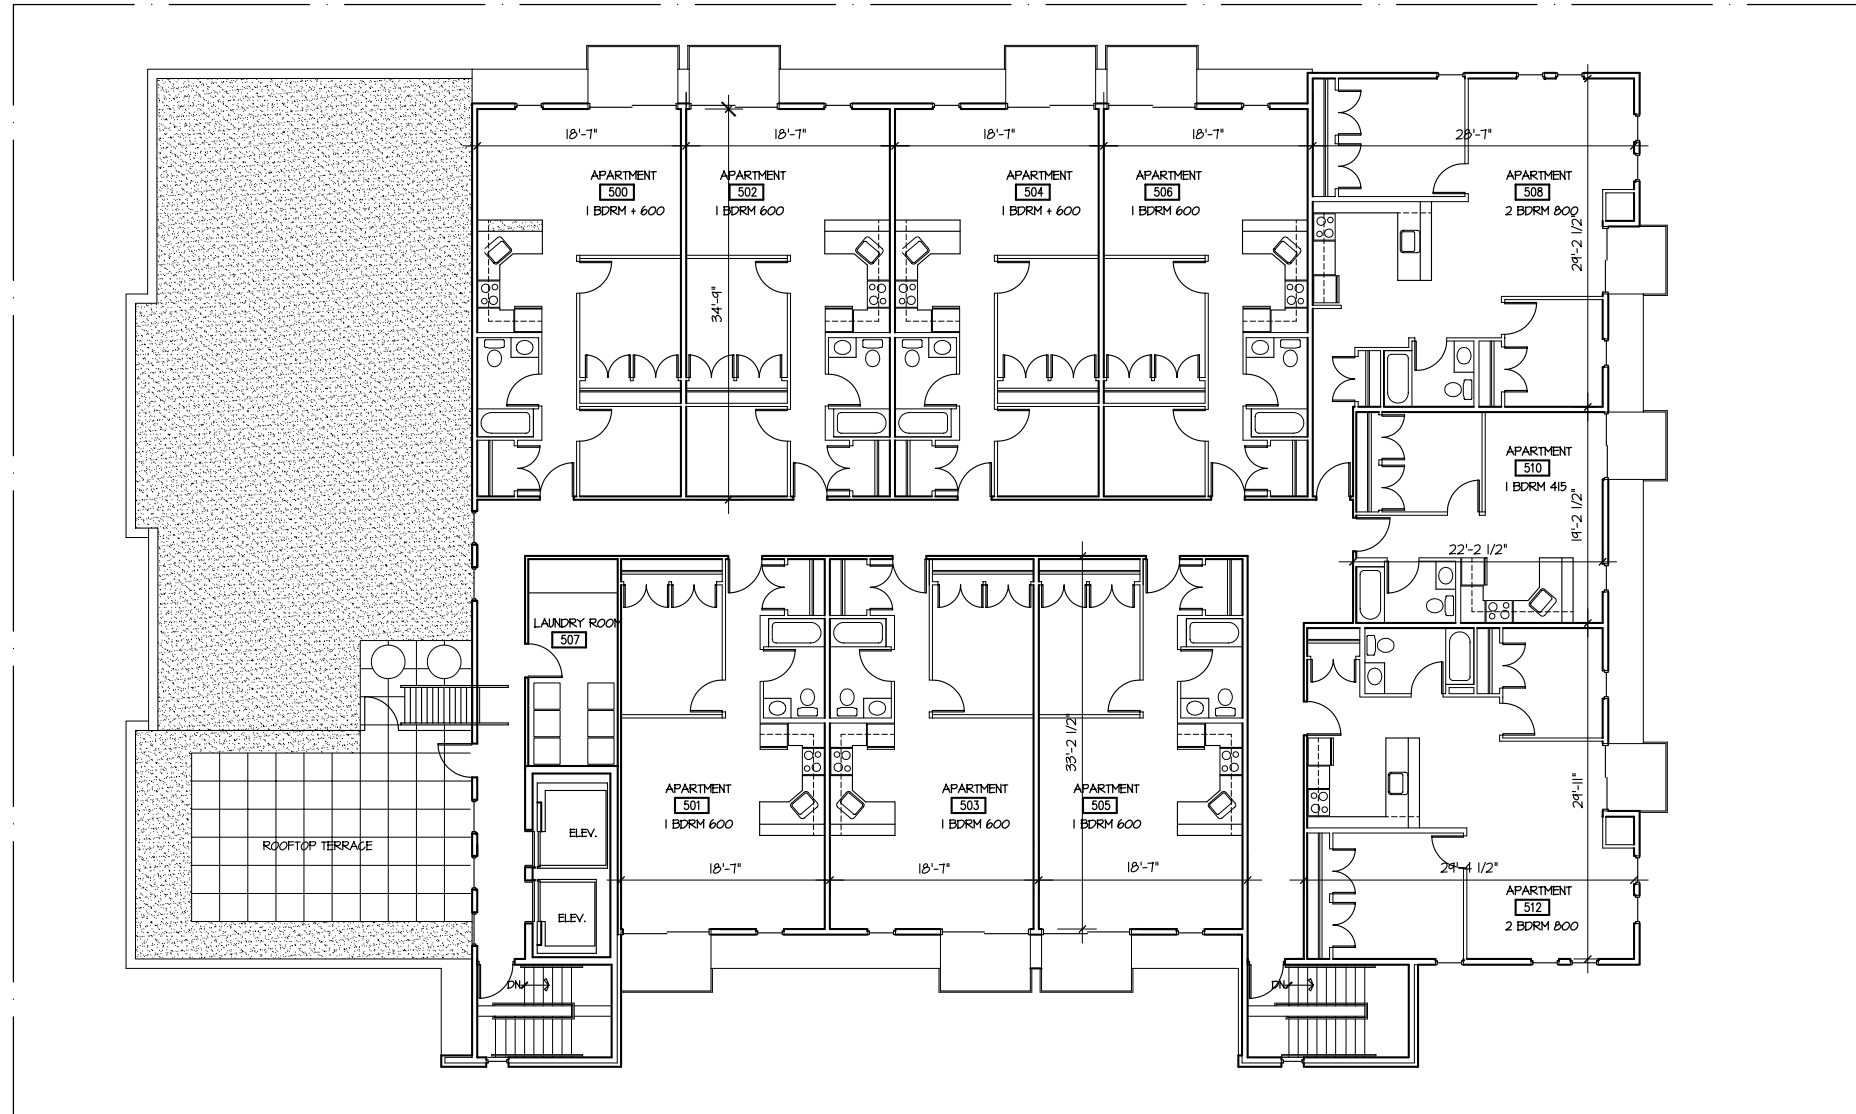 18'-7"
18'-7"
18'-7"
18'-7"
28'-7"
APARTMENT
500
1 BDRM + 600
APARTMENT
502
1 BDRM 600
APARTMENT
504
1 BDRM + 600
APARTMENT
506
1 BDRM 600
APARTMENT
508
2 BDRM 800
29'-2 1/2"
34'-9"
APARTMENT
510
1 BDRM 415
19'-2 1/2"
22'-2 1/2"
LAUNDRY ROOM
507
33'-2 1/2"
29'-11"
APARTMENT
501
1 BDRM 600
APARTMENT
503
1 BDRM 600
APARTMENT
505
1 BDRM 600
ELEV.
ROOFTOP TERRACE
18'-7"
18'-7"
18'-7"
29'-4 1/2"
APARTMENT
512
2 BDRM 800
ELEV.
DN
DN